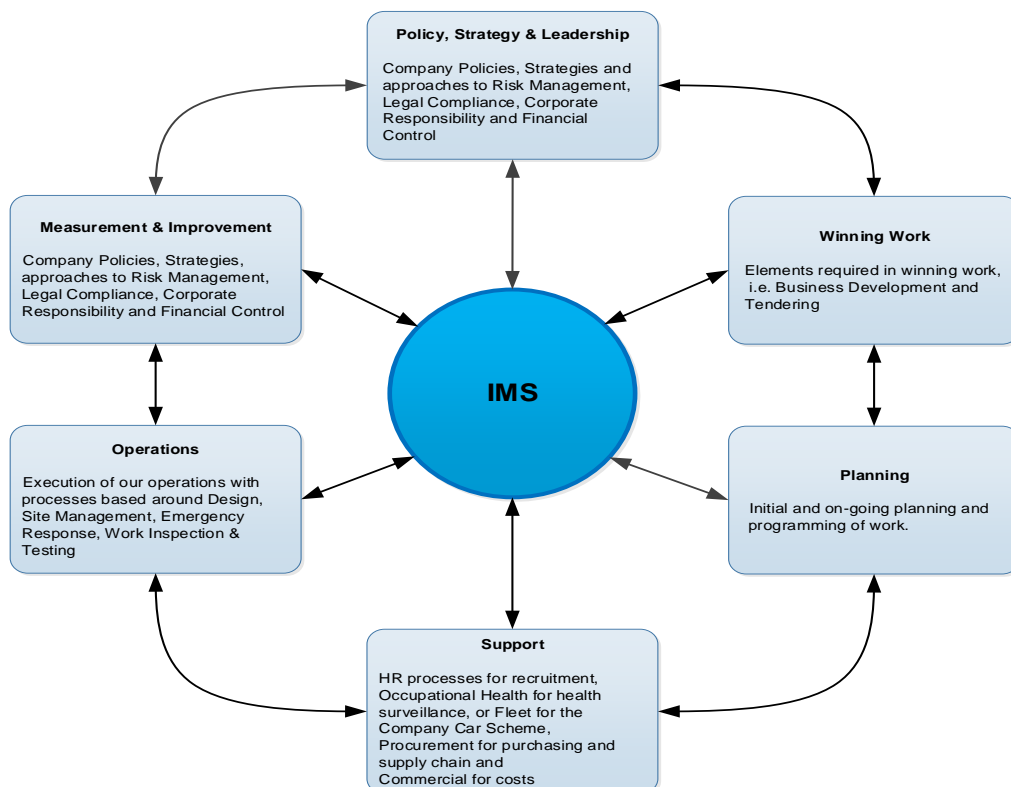 Policy, Strategy & Leadership
Company Policies, Strategies and
approaches to Risk Management,
Legal Compliance, Corporate
Responsibility and Financial
Control
Measurement & Improvement
Company Policies, Strategies,
approaches to Risk Management,
Legal Compliance, Corporate
Responsibility and Financial Control
Winning Work
Elements required in winning work,
i.e. Business Development and
Tendering
IMS
Operations
Execution of our operations with
processes based around Design,
Site Management, Emergency
Response, Work Inspection &
Testing
Planning
Initial and on-going planning and
programming of work.
Support
HR processes for recruitment,
Occupational Health for health
surveillance, or Fleet for the
Company Car Scheme,
Procurement for purchasing and
supply chain and
Commercial for costs